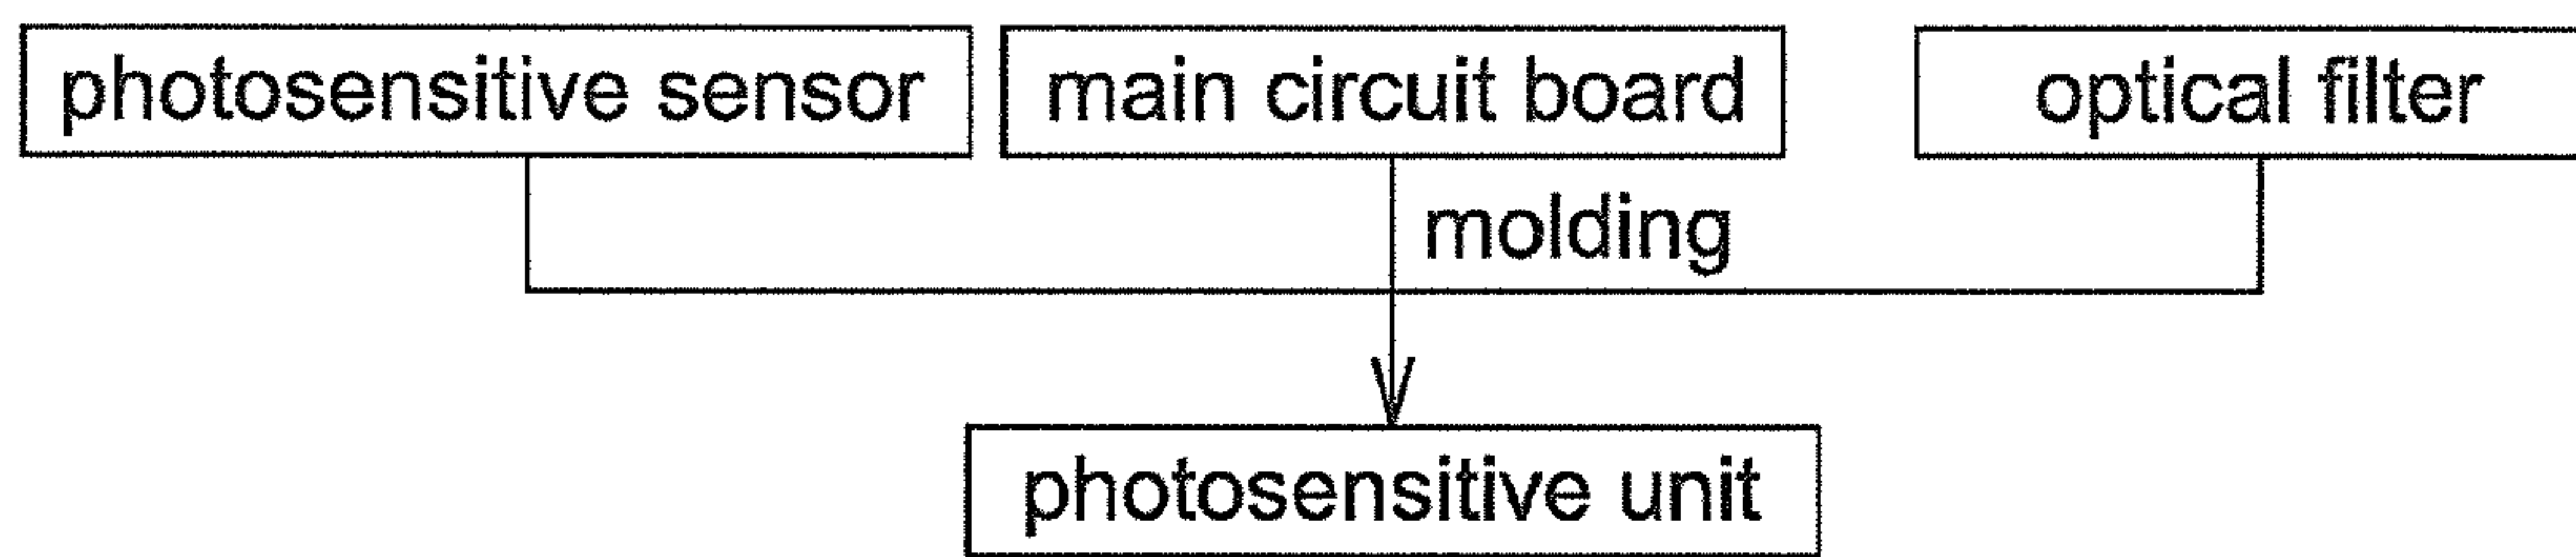 photosensitive sensor
main circuit board
optical filter
molding
photosensitive unit